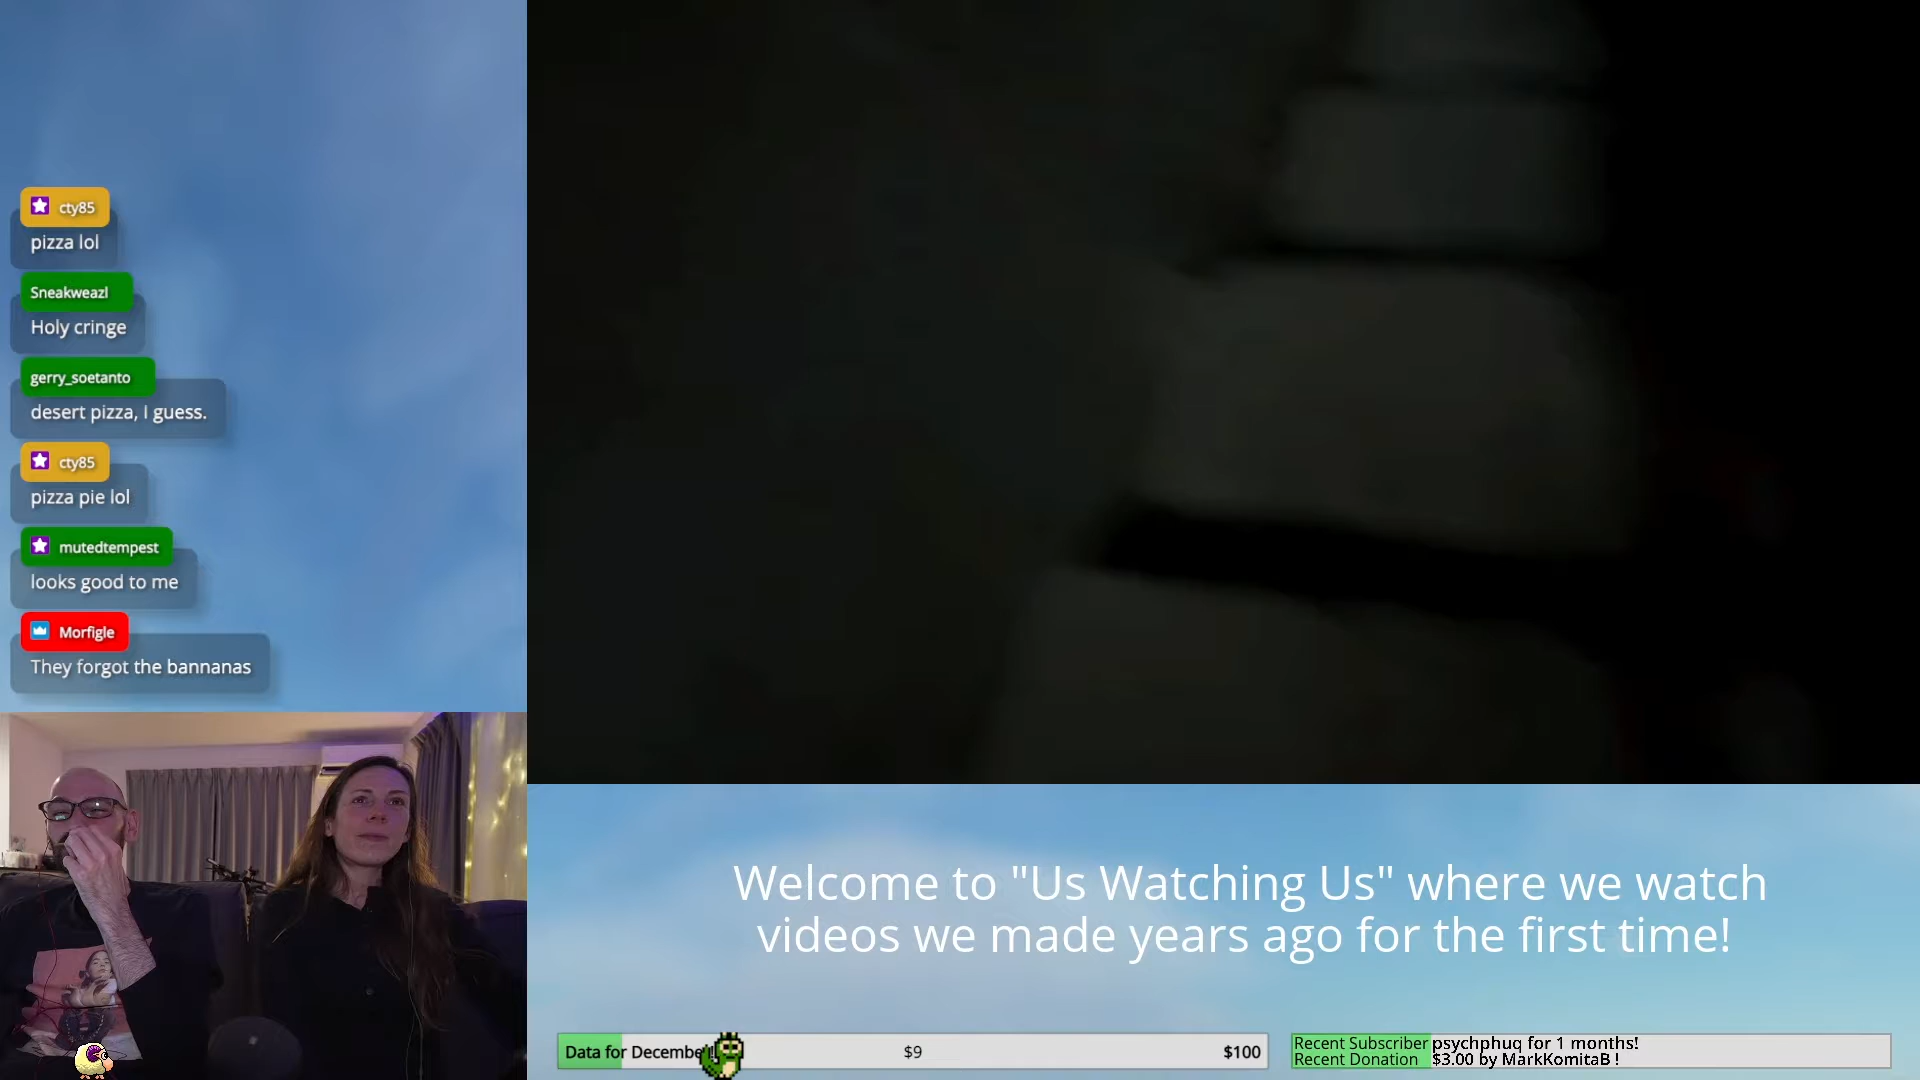 cty85
pizza lol
Sneakweazl
Holy cringe
gerry_soetanto
desert pizza, I guess.
cty85
pizza pie lol
mutedtempest
looks good to me
Morfigle
They forgot the bannanas
Welcome to "Us Watching Us" where we watch
videos we made years ago for the first time!
Data for December $9 $100
Recent Subscriber psychphuq for 1 months!
Recent Donation $3.00 by MarkKomitaB !